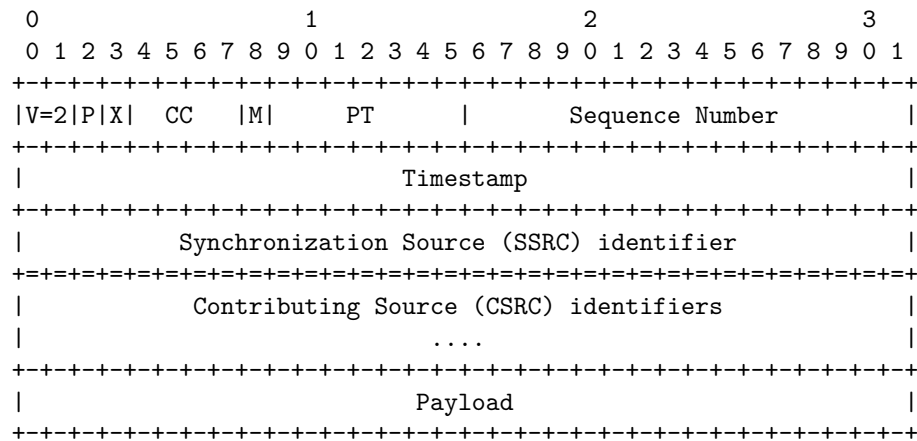 0                   1                   2                   3
0 1 2 3 4 5 6 7 8 9 0 1 2 3 4 5 6 7 8 9 0 1 2 3 4 5 6 7 8 9 0 1
+-+-+-+-+-+-+-+-+-+-+-+-+-+-+-+-+-+-+-+-+-+-+-+-+-+-+-+-+-+-+-+-+
|V=2|P|X|  CC   |M|     PT      |       Sequence Number         |
+-+-+-+-+-+-+-+-+-+-+-+-+-+-+-+-+-+-+-+-+-+-+-+-+-+-+-+-+-+-+-+-+
|                           Timestamp                           |
+-+-+-+-+-+-+-+-+-+-+-+-+-+-+-+-+-+-+-+-+-+-+-+-+-+-+-+-+-+-+-+-+
|           Synchronization Source (SSRC) identifier            |
+=+=+=+=+=+=+=+=+=+=+=+=+=+=+=+=+=+=+=+=+=+=+=+=+=+=+=+=+=+=+=+=+
|            Contributing Source (CSRC) identifiers             |
|                             ....                              |
+-+-+-+-+-+-+-+-+-+-+-+-+-+-+-+-+-+-+-+-+-+-+-+-+-+-+-+-+-+-+-+-+
|                            Payload                            |
+-+-+-+-+-+-+-+-+-+-+-+-+-+-+-+-+-+-+-+-+-+-+-+-+-+-+-+-+-+-+-+-+